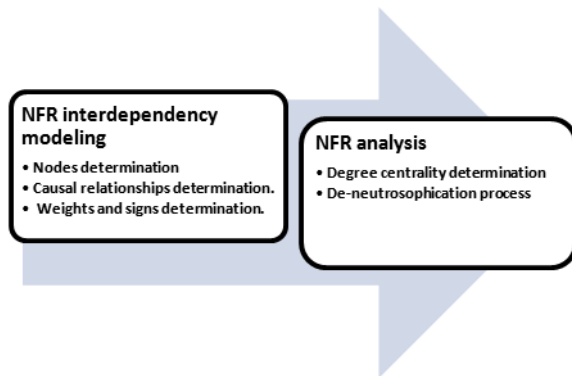 NFR interdependency
modeling
• Nodes determination
• Causal relationships determination.
• Weights and signs determination.
NFR analysis
• Degree centrality determination
• De-neutrosophication process